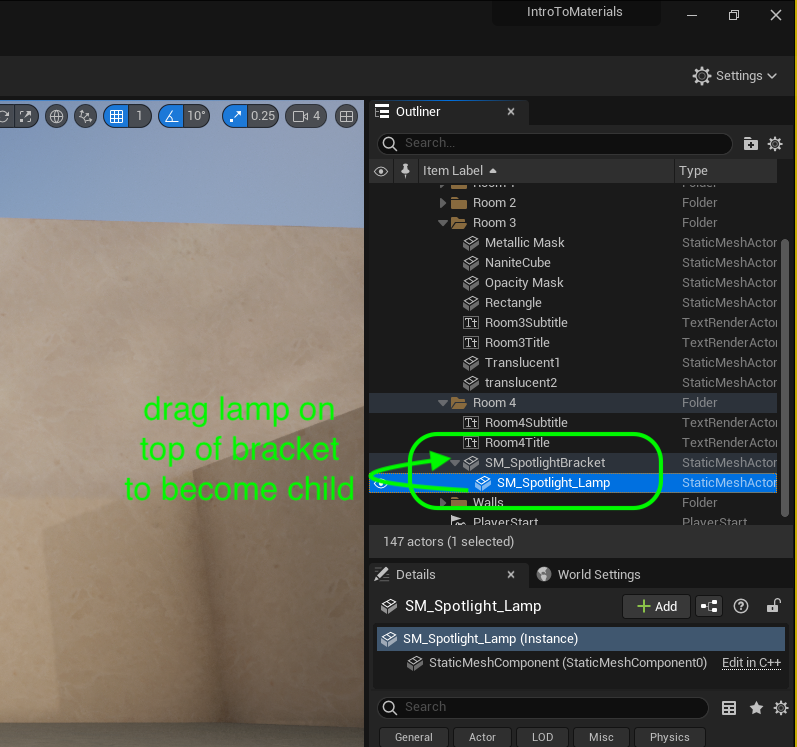 IntroToMaterials
Settings
1
10°
0.25
4
Outliner
Search...
Item Label
Type
Room 2
Folder
Room 3
Folder
Metallic Mask
StaticMeshActor
NaniteCube
StaticMeshActor
Opacity Mask
StaticMeshActor
Rectangle
StaticMeshActor
Room3Subtitle
TextRenderActor
Room3Title
TextRenderActor
Translucent1
StaticMeshActor
translucent2
StaticMeshActor
Room 4
Folder
Room4Subtitle
TextRenderActor
Room4Title
TextRenderActor
SM_SpotlightBracket
StaticMeshActor
SM_Spotlight_Lamp
StaticMeshActor
Walls
Folder
PlayerStart
PlayerStart
drag lamp on
top of bracket
to become child
147 actors (1 selected)
Details
World Settings
SM_Spotlight_Lamp
Add
SM_Spotlight_Lamp (Instance)
StaticMeshComponent (StaticMeshComponent0)
Edit in C++
Search
General
Actor
LOD
Misc
Physics